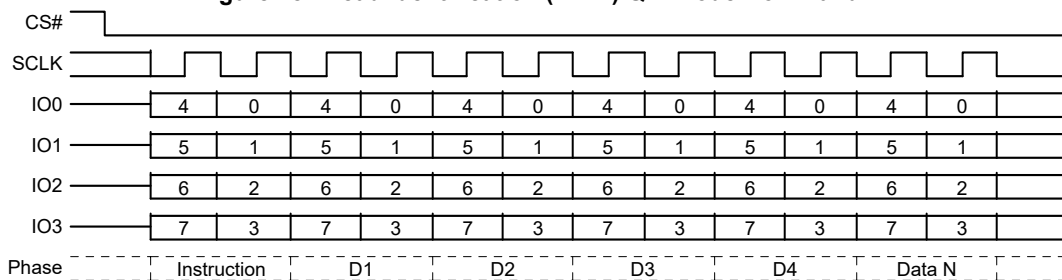 CS#
SCLK
IO0 4 0 4 0 4 0 4 0 4 0 4 0
IO1 5 1 5 1 5 1 5 1 5 1 5 1
IO2 6 2 6 2 6 2 6 2 6 2 6 2
IO3 7 3 7 3 7 3 7 3 7 3 7 3
Phase Instruction D1 D2 D3 D4 Data N